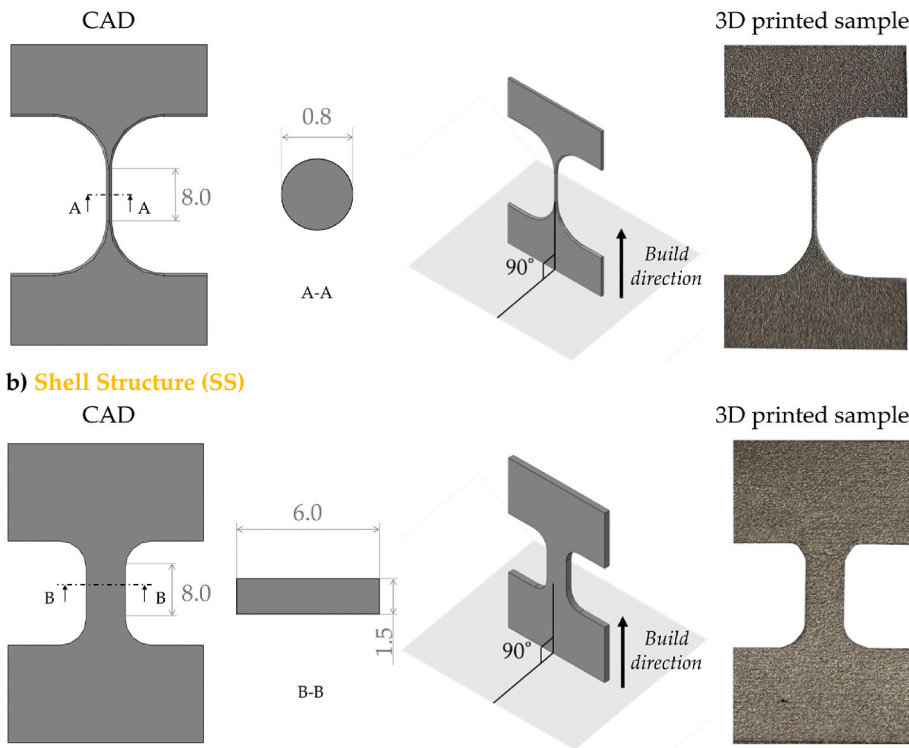 CAD
3D printed sample
0.8
8.0
A
A
A-A
90°
Build
direction
b) Shell Structure (SS)
CAD
3D printed sample
6.0
8.0
B
B
1.5
B-B
90°
Build
direction